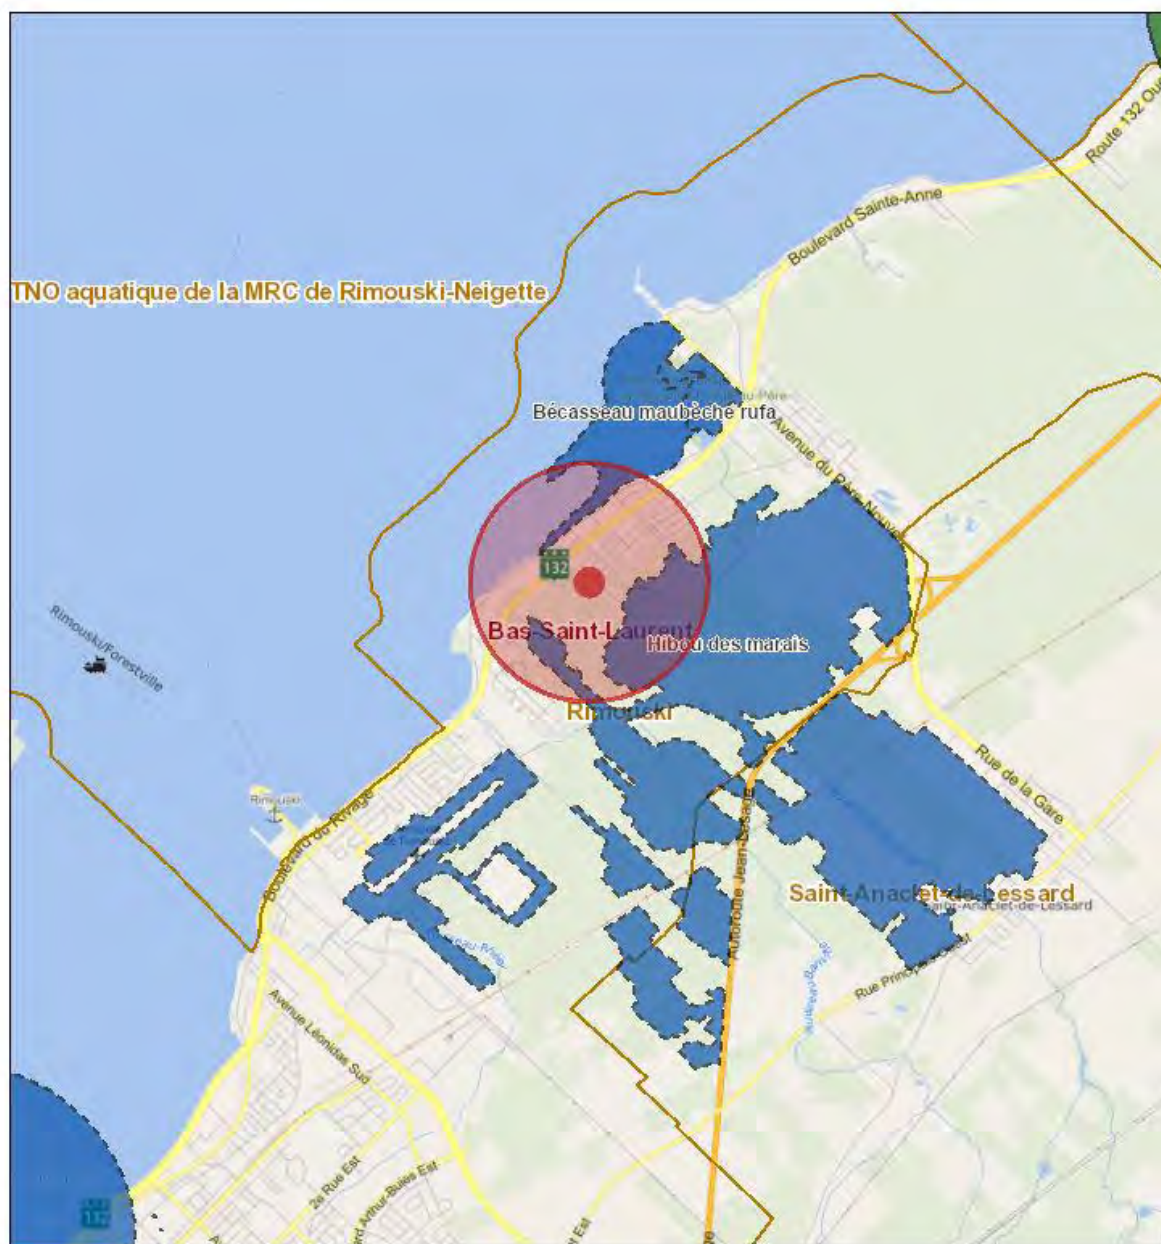 Route 132 Ou
Boulevard Sainte-Anne
TNO aquatique de la MRC de Rimouski-Neigette
Bécasseau maubèche rufa
Avenue du Père-Nouvel
132
Bas-Saint-Laurent
Hibou des marais
Rimouski/Forestville
Rimouski
Rue de la Gare
Rimouski
Boulevard du Rivage
Autoroute Jean-Lesage
Saint-Anaclet-de-Lessard
Saint-Anaclet-de-Lessard
Rue Principale Ouest
Avenue Léonidas Sud
2e Rue Est
Arthur-Buies Est
132
Est